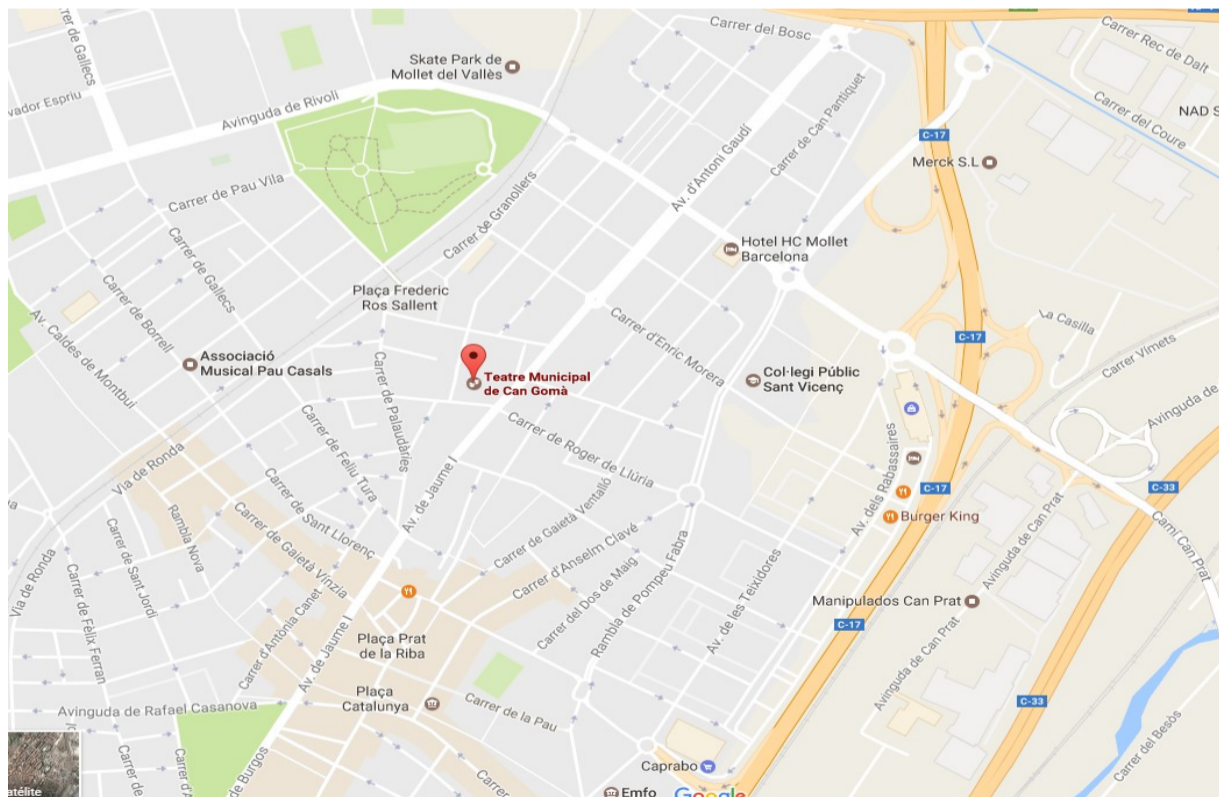 Carrer de Gallecs
Carrer del Bosc
Carrer Rec de Dalt
Skate Park de
Mollet del Vallès
vador Espriu
Avinguda de Rivoli
Carrer de Can Pantiquet
Carrer del Coure
NAD S
C-17
Merck S.L
Carrer de Pau Vila
Av. d'Antoni Gaudí
Carrer de Granollers
Carrer de Gallecs
Hotel HC Mollet
Barcelona
Plaça Frederic
Ros Sallent
Carrer d'Enric Morera
La Casilla
C-17
Carrer Vimets
Av. Caldes de Montbui
Carrer de Borrell
Associació
Musical Pau Casals
Carrer de Palaudàries
Teatre Municipal
de Can Gomà
Col·legi Públic
Sant Vicenç
Avinguda de
Carrer de Roger de Llúria
Via de Ronda
Carrer de Feliu Tura
Av. de Jaume I
Av. dels Rabassaires
C-17
C-33
Burger King
Carrer de Sant Llorenç
Rambla Nova
Carrer de Gaietà Vínzia
Carrer de Gaietà Ventalló
Carrer d'Anselm Clavé
Avinguda de Can Prat
Camí Can Prat
Via de Ronda
Carrer de Sant Jordi
Carrer de Fèlix Ferran
Carrer d'Antònia Canet
Carrer del Dos de Maig
Rambla de Pompeu Fabra
Av. de les Teixidores
Manipulados Can Prat
C-17
Plaça Prat
de la Riba
Av. de Jaume I
Avinguda de Can Prat
Plaça
Catalunya
Avinguda de Rafael Casanova
Carrer de la Pau
C-33
Carrer del Besòs
Carrer d'A
de Burgos
Caprabo
atélite
Emfo
Google